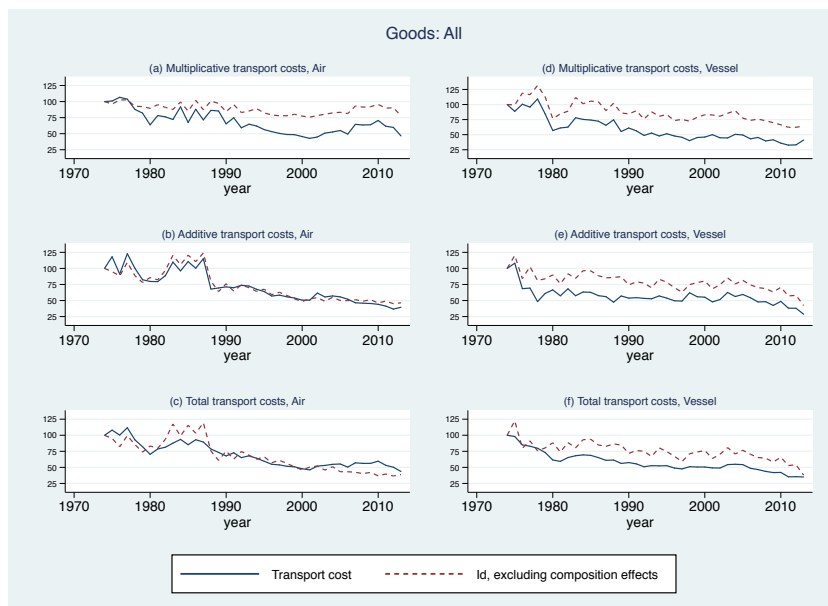 Goods: All
(a) Multiplicative transport costs, Air
125
100
75
50
25
1970 1980 1990 2000 2010
year
(d) Multiplicative transport costs, Vessel
125
100
75
50
25
1970 1980 1990 2000 2010
year
(b) Additive transport costs, Air
125
100
75
50
25
1970 1980 1990 2000 2010
year
(e) Additive transport costs, Vessel
125
100
75
50
25
1970 1980 1990 2000 2010
year
(c) Total transport costs, Air
125
100
75
50
25
1970 1980 1990 2000 2010
year
(f) Total transport costs, Vessel
125
100
75
50
25
1970 1980 1990 2000 2010
year
Transport cost Id, excluding composition effects